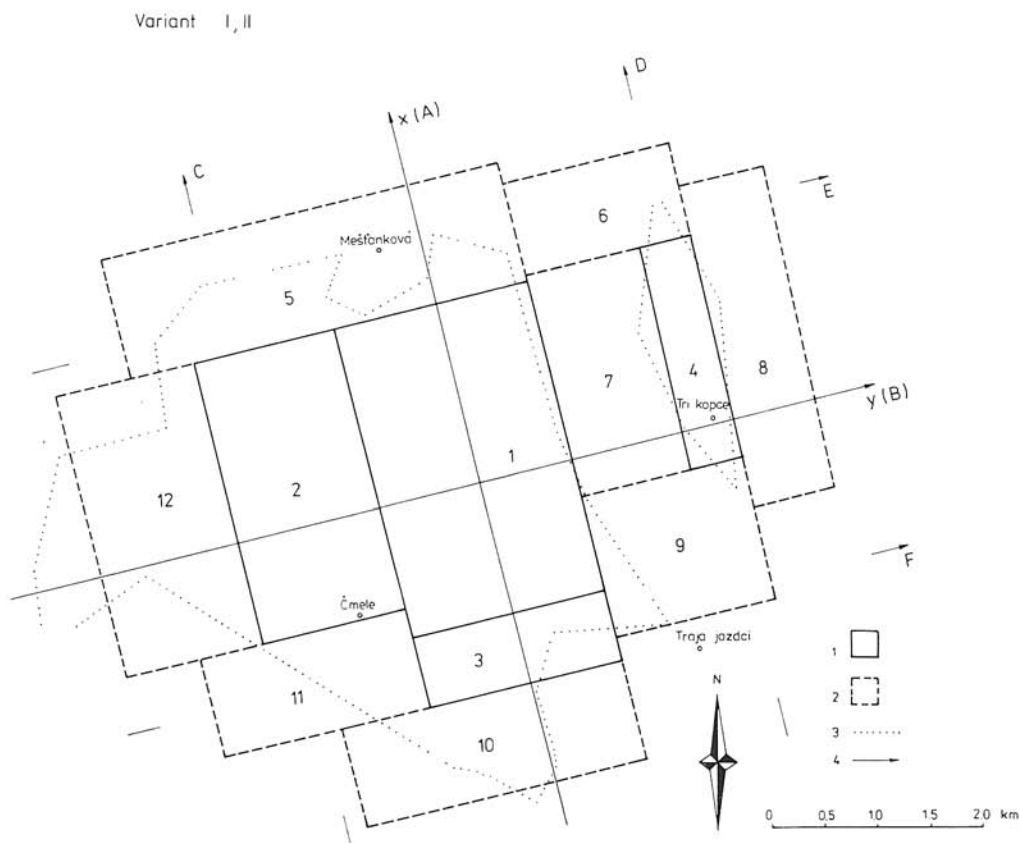 Variant I, II
D
x (A)
C
E
6
Mešťanková
5
7
4
8
Tri kopce
y (B)
1
12
2
9
F
Čmele
Traja jazdci
3
1
N
11
2
10
3
4
0 0,5 1,0 1.5 2.0 km